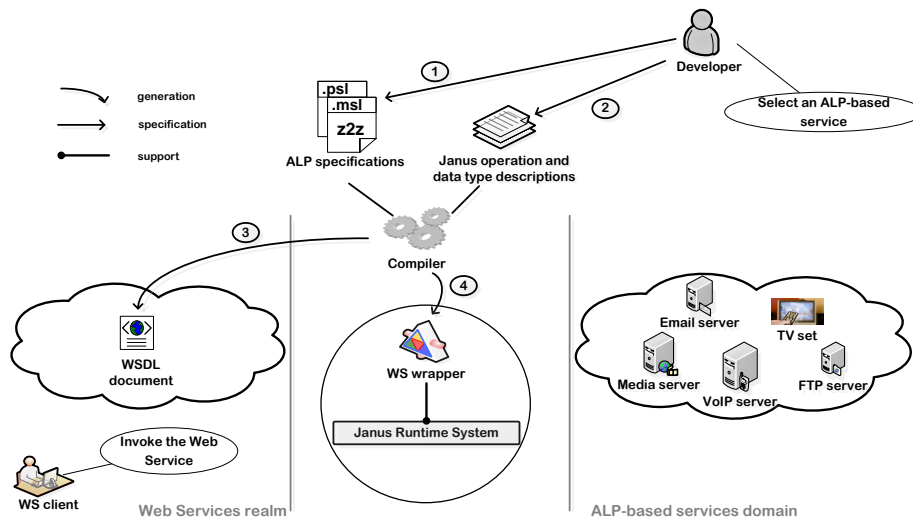 Developer
Select an ALP-based
service
1
2
generation
specification
support
.psl
.msl
z2z
ALP specifications
Janus operation and
data type descriptions
3
Compiler
4
WSDL
document
WS wrapper
Janus Runtime System
Email server
TV set
Media server
VoIP server
FTP server
Invoke the Web
Service
WS client
Web Services realm
ALP-based services domain